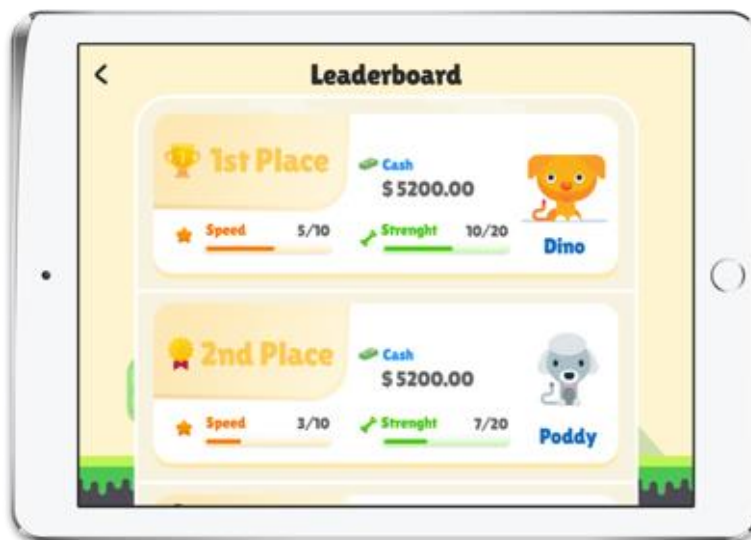 Leaderboard
1st Place
Cash
$ 5200.00
Speed 5/10
Strenght 10/20
Dino
2nd Place
Cash
$ 5200.00
Speed 3/10
Strenght 7/20
Poddy